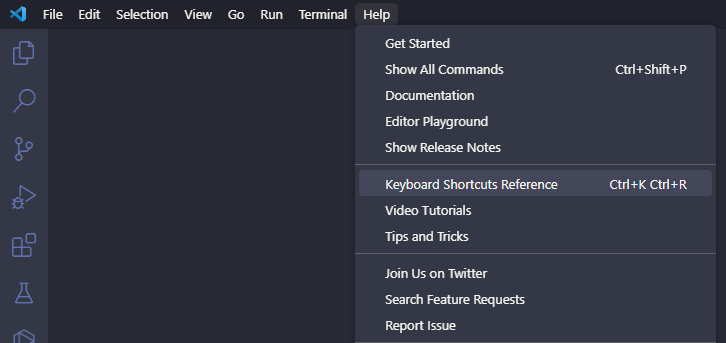 File Edit Selection View Go Run Terminal Help
Get Started
Show All Commands Ctrl+Shift+P
Documentation
Editor Playground
Show Release Notes
Keyboard Shortcuts Reference Ctrl+K Ctrl+R
Video Tutorials
Tips and Tricks
Join Us on Twitter
Search Feature Requests
Report Issue